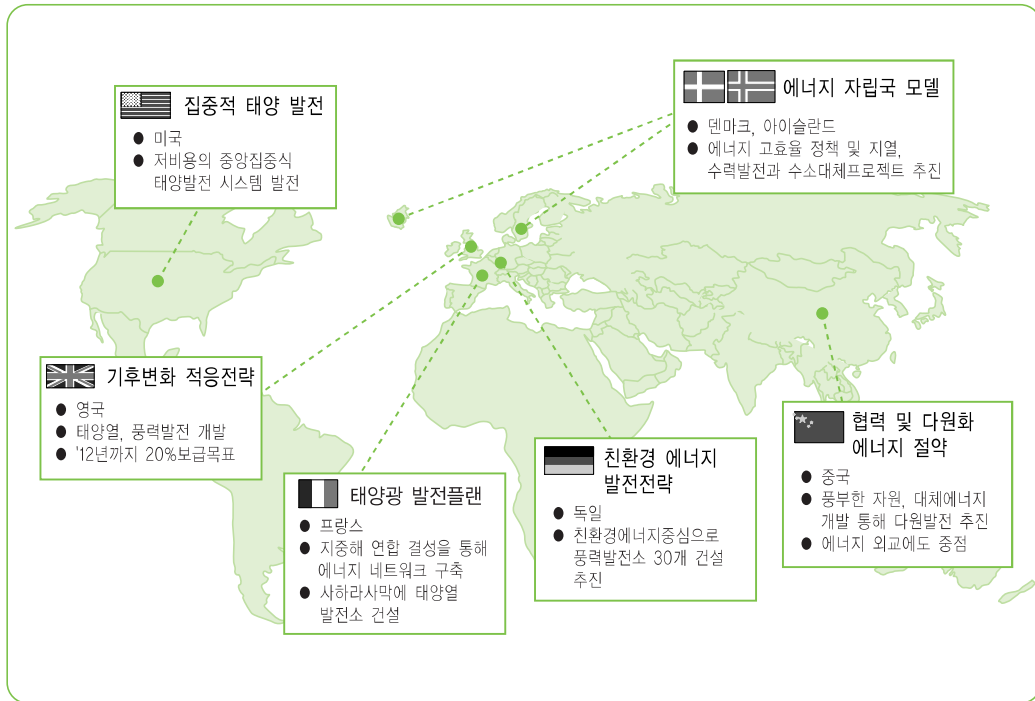 집중적 태양 발전
● 미국
● 저비용의 중앙집중식
태양발전 시스템 발전
에너지 자립국 모델
● 덴마크, 아이슬란드
● 에너지 고효율 정책 및 지열,
수력발전과 수소대체프로젝트 추진
기후변화 적응전략
● 영국
● 태양열, 풍력발전 개발
● '12년까지 20%보급목표
태양광 발전플랜
● 프랑스
● 지중해 연합 결성을 통해
에너지 네트워크 구축
● 사하라사막에 태양열
발전소 건설
친환경 에너지
발전전략
● 독일
● 친환경에너지중심으로
풍력발전소 30개 건설
추진
협력 및 다원화
에너지 절약
● 중국
● 풍부한 자원, 대체에너지
개발 통해 다원발전 추진
● 에너지 외교에도 중점